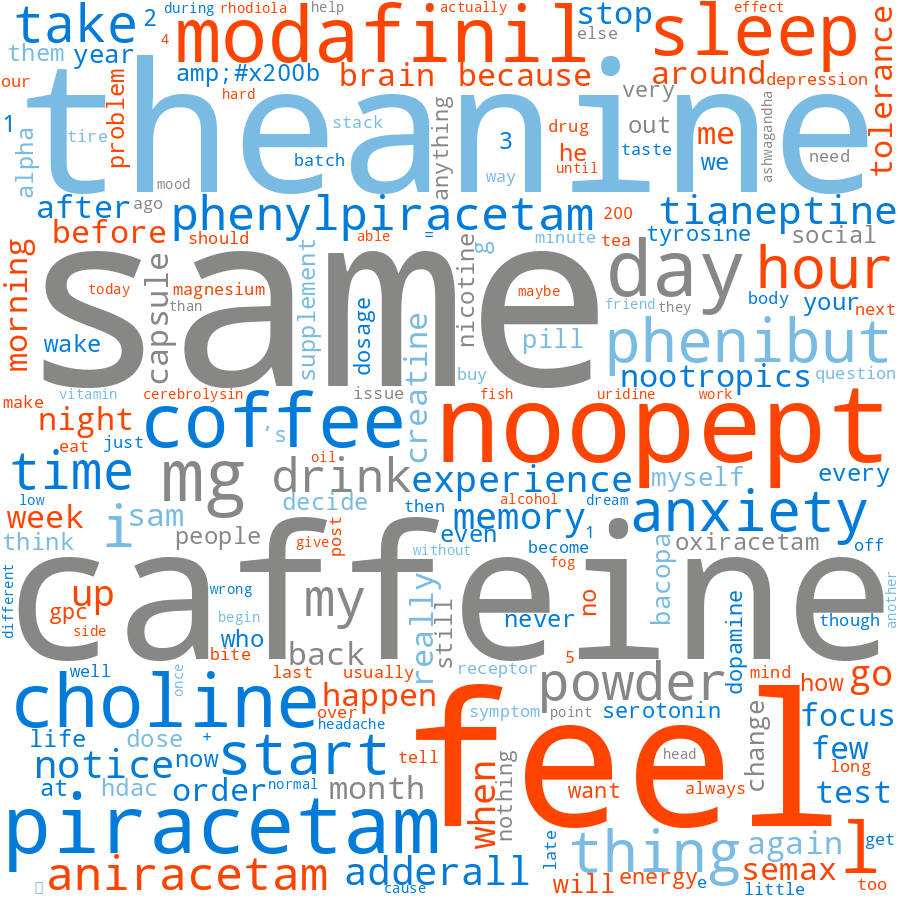 during rhodiola help actually effect
take 2 modafinil stop sleep tolerance
4 else
them year amp;#x200b brain because around depression
our theanine hard problem very
1 alpha tire stack anything out drug me ashwagandha
batch 3 he taste we need
mood way until
after ago phenylpiracetam 200 tianeptine
before should able = g minute tea tyrosine social
morning same capsule supplement nicotine day hour
today than magnesium dosage maybe friend they body your next
wake creatine pill phenibut
vitamin cerebrolysin issue buy nootropics question
make night coffee fish uridine work
eat just 's noopept
time mg oil drink experience myself every
low decide then alcohol dream anxiety
week i sam memory
think people post even 1 oxiracetam off
give without become bacopa
different caffeine wrong fog another
gpc up my really still no dopamine
side begin who never though
bite back
well once last usually receptor powder mind how go
choline happen over symptom point serotonin focus
headache
life dose + start feel head change few
notice now tell
at hdac order normal month when nothing want always long test
piracetam late thing again l get
aniracetam adderall will energy e semax
cause little too